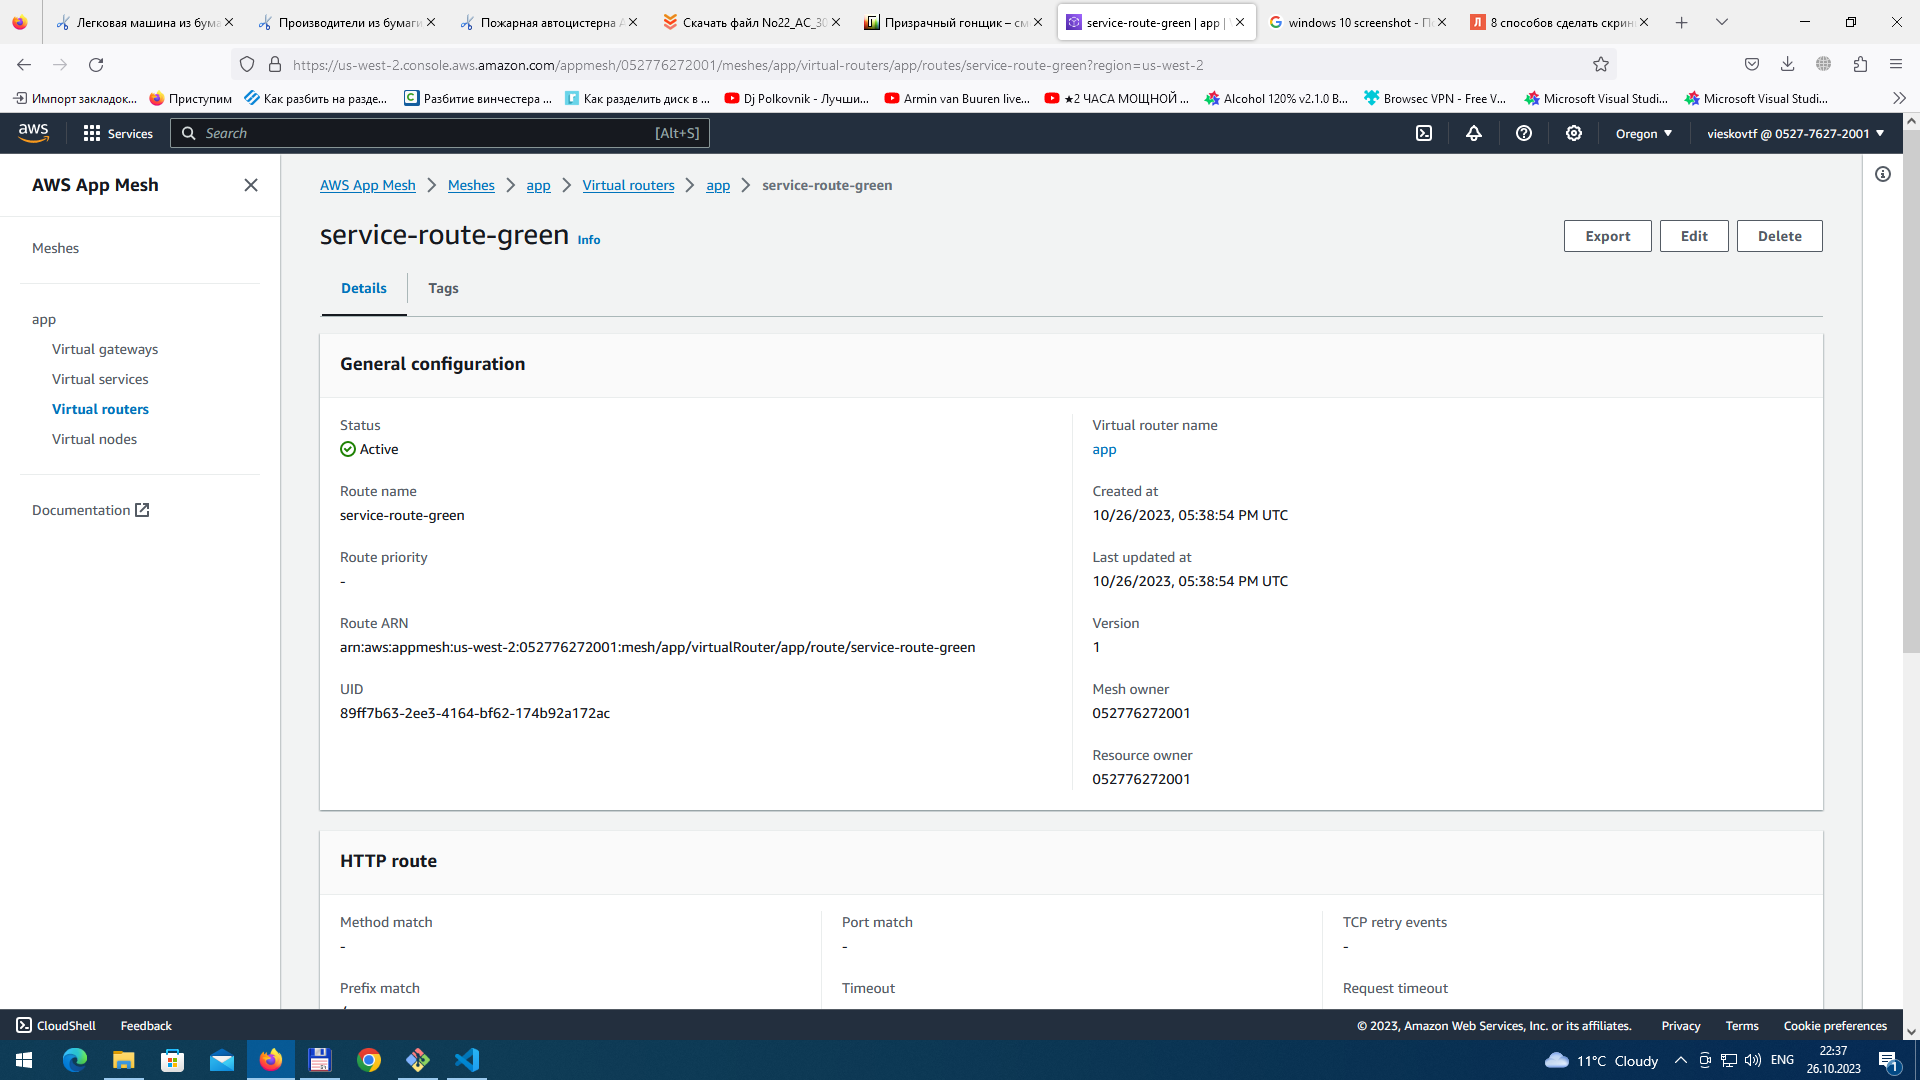 Легковая машина из бума
Производители из бумаги
Пожарная автоцистерна А
Скачать файл No22_AC_30
Призрачный гонщик – см
service-route-green | app |
windows 10 screenshot - По
8 способов сделать скрин
https://us-west-2.console.aws.amazon.com/appmesh/052776272001/meshes/app/virtual-routers/app/routes/service-route-green?region=us-west-2
Импорт закладок...
Приступим
Как разбить на разде...
Разбитие винчестера ...
Как разделить диск в ...
Dj Polkovnik - Лучши...
Armin van Buuren live...
★2 ЧАСА МОЩНОЙ ...
Alcohol 120% v2.1.0 B...
Browsec VPN - Free V...
Microsoft Visual Studi...
Microsoft Visual Studi...
aws
Services
Search
[Alt+S]
Oregon
vieskovtf @ 0527-7627-2001
AWS App Mesh
Meshes
app
Virtual gateways
Virtual services
Virtual routers
Virtual nodes
Documentation
AWS App Mesh
Meshes
app
Virtual routers
app
service-route-green
service-route-green Info
Export
Edit
Delete
Details
Tags
General configuration
Status
Active
Route name
service-route-green
Route priority
-
Route ARN
arn:aws:appmesh:us-west-2:052776272001:mesh/app/virtualRouter/app/route/service-route-green
UID
89ff7b63-2ee3-4164-bf62-174b92a172ac
Virtual router name
app
Created at
10/26/2023, 05:38:54 PM UTC
Last updated at
10/26/2023, 05:38:54 PM UTC
Version
1
Mesh owner
052776272001
Resource owner
052776272001
HTTP route
Method match
-
Prefix match
Port match
-
Timeout
TCP retry events
-
Request timeout
CloudShell
Feedback
© 2023, Amazon Web Services, Inc. or its affiliates.
Privacy
Terms
Cookie preferences
11°C Cloudy
ENG
22:37
26.10.2023
1